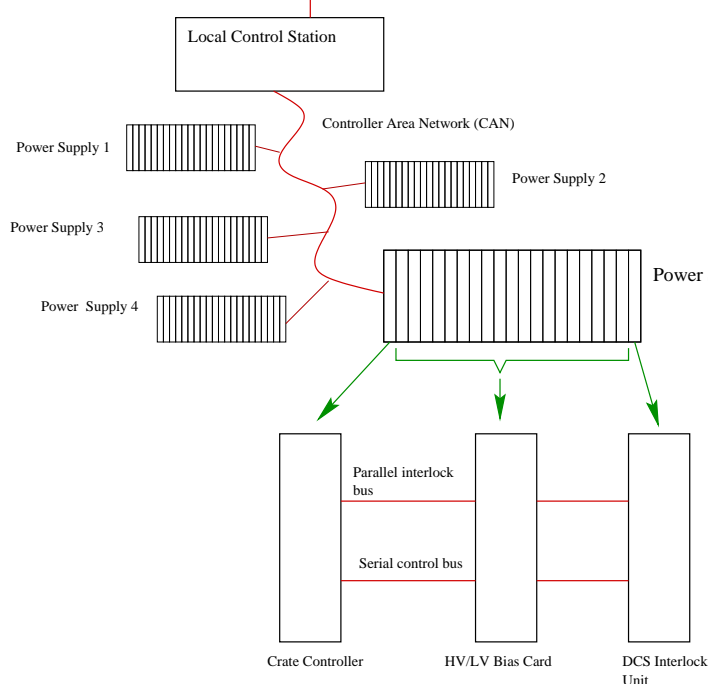 Local Control Station
Controller Area Network (CAN)
Power Supply 1
Power Supply 2
Power Supply 3
Power
Power  Supply 4
Parallel interlock
bus
Serial control bus
Crate Controller
HV/LV Bias Card
DCS Interlock
Unit